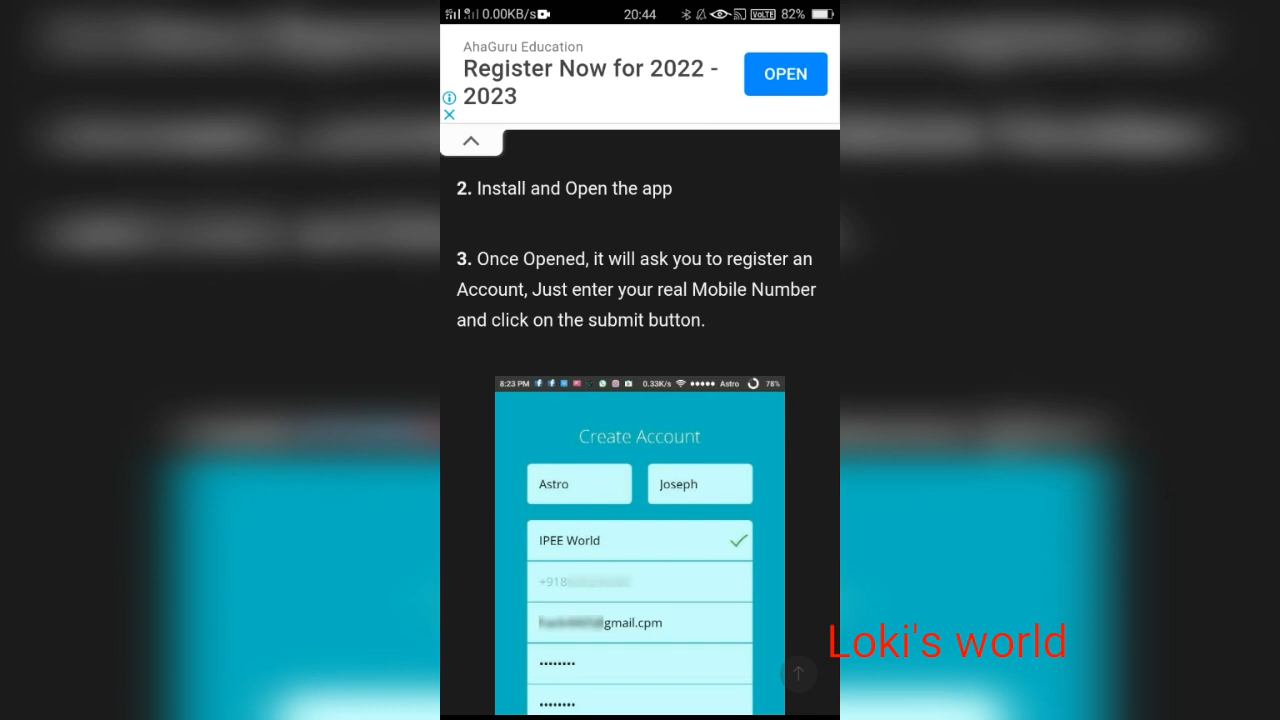 0.00KB/s 20:44 VoLTE 82%
AhaGuru Education
Register Now for 2022 -
2023
OPEN
2. Install and Open the app
3. Once Opened, it will ask you to register an
Account, Just enter your real Mobile Number
and click on the submit button.
8:23 PM 0.33K/s Astro 78%
Create Account
Astro Joseph
IPEE World
+918
gmail.cpm
Loki's world